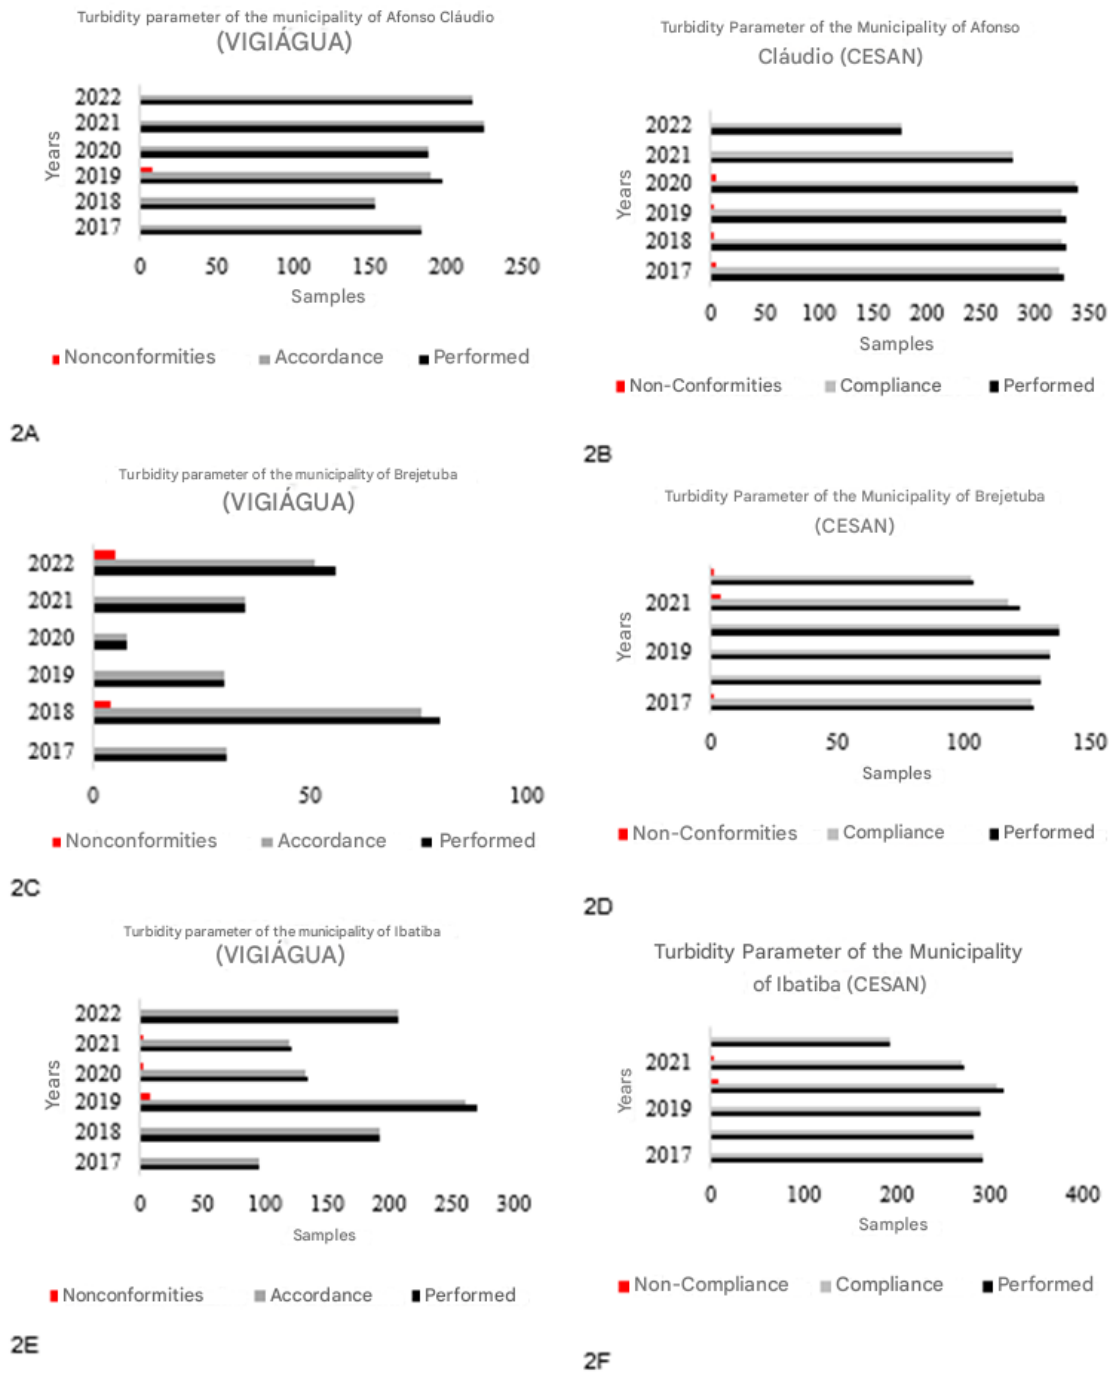 Turbidity parameter of the municipality of Afonso Cláudio
(VIGIÁGUA)
2022
2021
2020
2019
2018
2017
Years
0 50 100 150 200 250
Samples
Nonconformities Accordance Performed
2A
Turbidity Parameter of the Municipality of Afonso
Cláudio (CESAN)
2022
2021
2020
2019
2018
2017
Years
0 50 100 150 200 250 300 350
Samples
Non-Conformities Compliance Performed
2B
Turbidity parameter of the municipality of Brejetuba
(VIGIÁGUA)
2022
2021
2020
2019
2018
2017
0 50 100
Nonconformities Accordance Performed
2C
Turbidity Parameter of the Municipality of Brejetuba
(CESAN)
2021
2019
2017
Years
0 50 100 150
Samples
Non-Conformities Compliance Performed
2D
Turbidity parameter of the municipality of Ibatiba
(VIGIÁGUA)
2022
2021
2020
2019
2018
2017
Years
0 50 100 150 200 250 300
Samples
Nonconformities Accordance Performed
2E
Turbidity Parameter of the Municipality
of Ibatiba (CESAN)
2021
2019
2017
Years
0 100 200 300 400
Samples
Non-Compliance Compliance Performed
2F